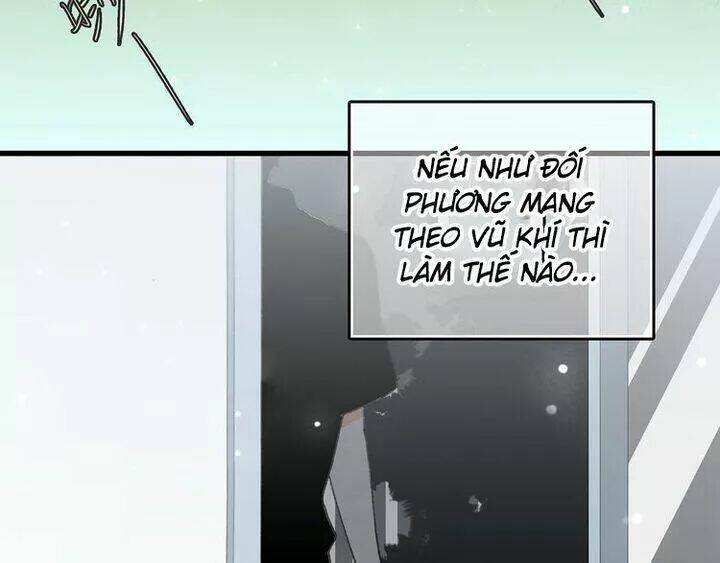 NẾU NHƯ ĐỐI
PHƯƠNG MANG
THEO VŨ KHÍ THÌ
LÀM THẾ NÀO...